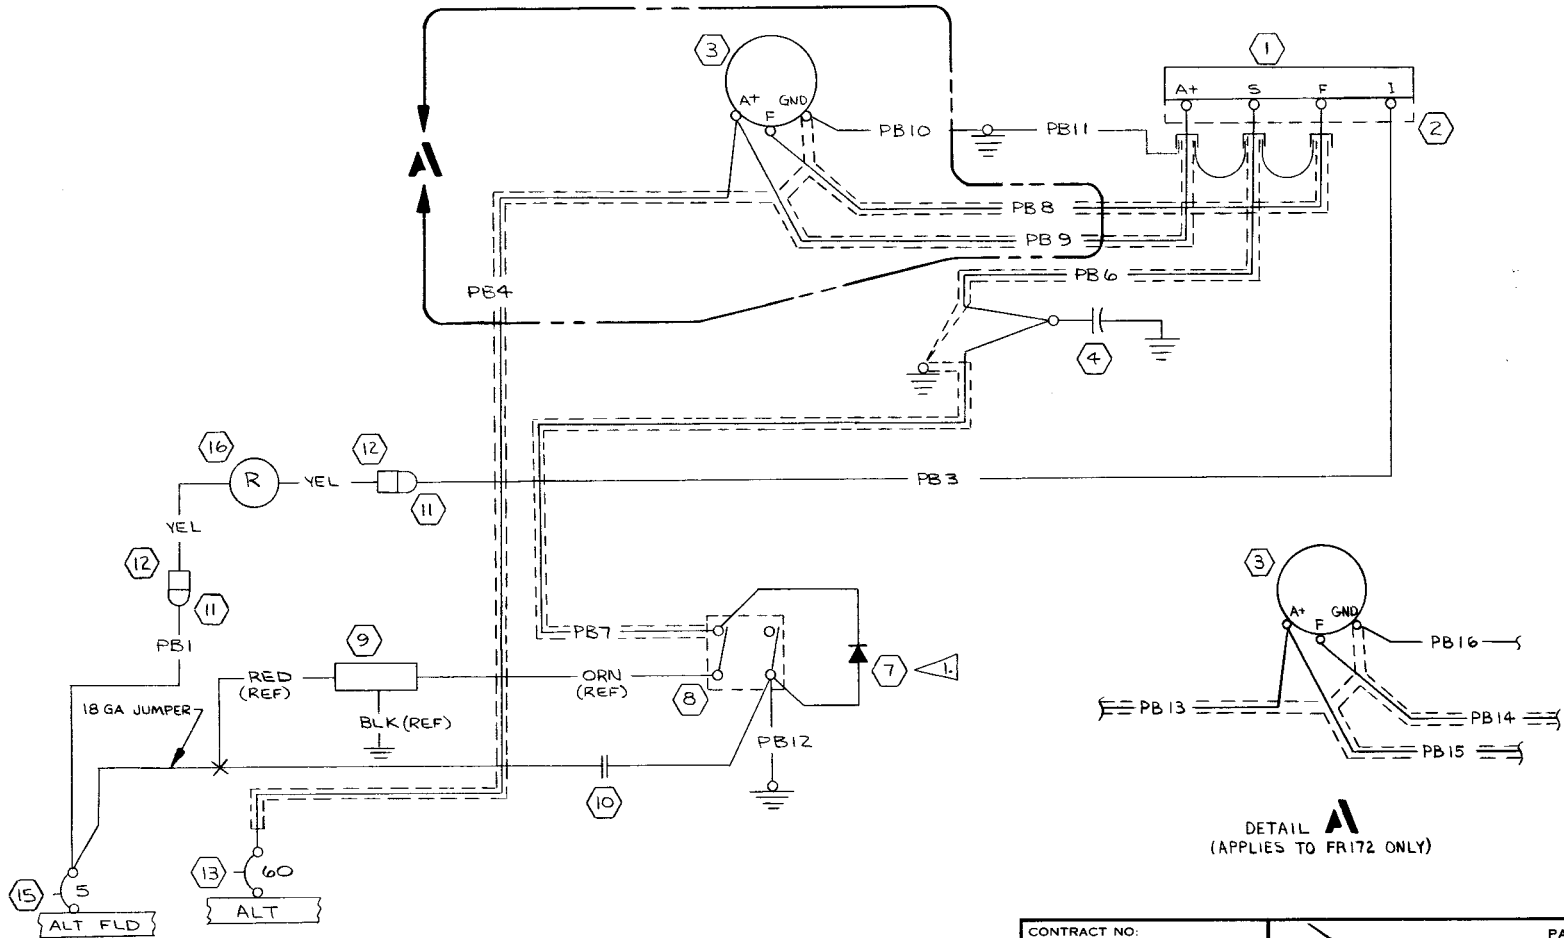 3
1
A+
F
GND
A+
S
F
I
2
PB10
PB11
A
PB8
PB9
PB6
PB4
4
16
R
YEL
12
11
PB3
YEL
12
11
PB1
9
RED
(REF)
ORN
(REF)
BLK (REF)
18 GA JUMPER
PB7
8
7
1.
PB12
10
3
A+
F
GND
PB16
PB13
PB14
PB15
DETAIL A
(APPLIES TO FR172 ONLY)
15
5
ALT FLD
13
60
ALT
CONTRACT NO:
PA